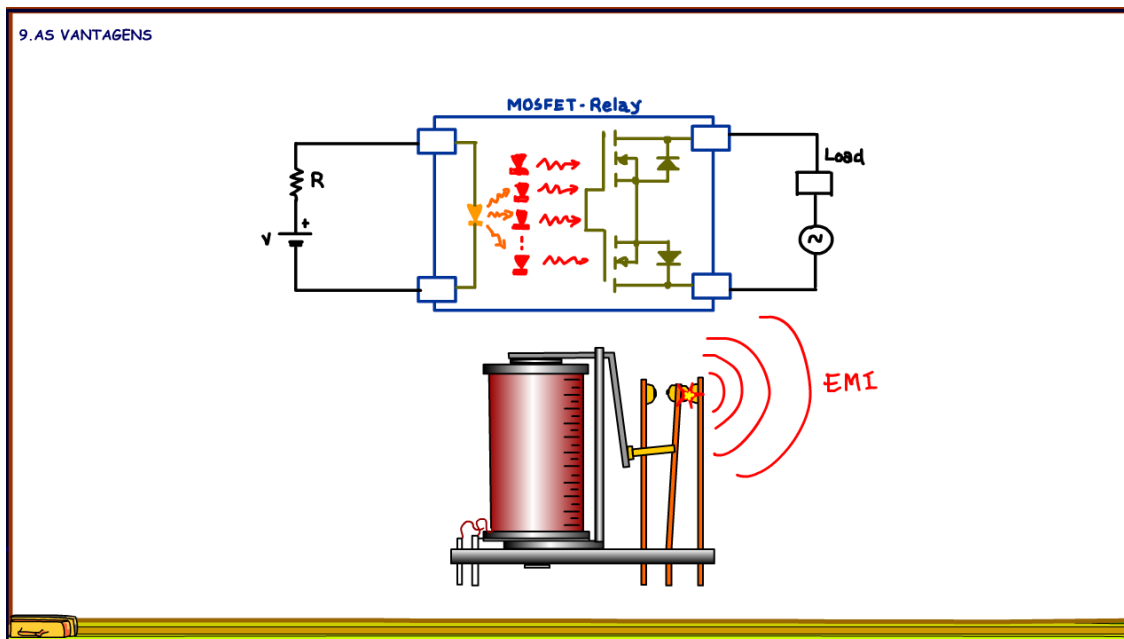 9.AS VANTAGENS
MOSFET-Relay
Load
R
+
V
~
EMI